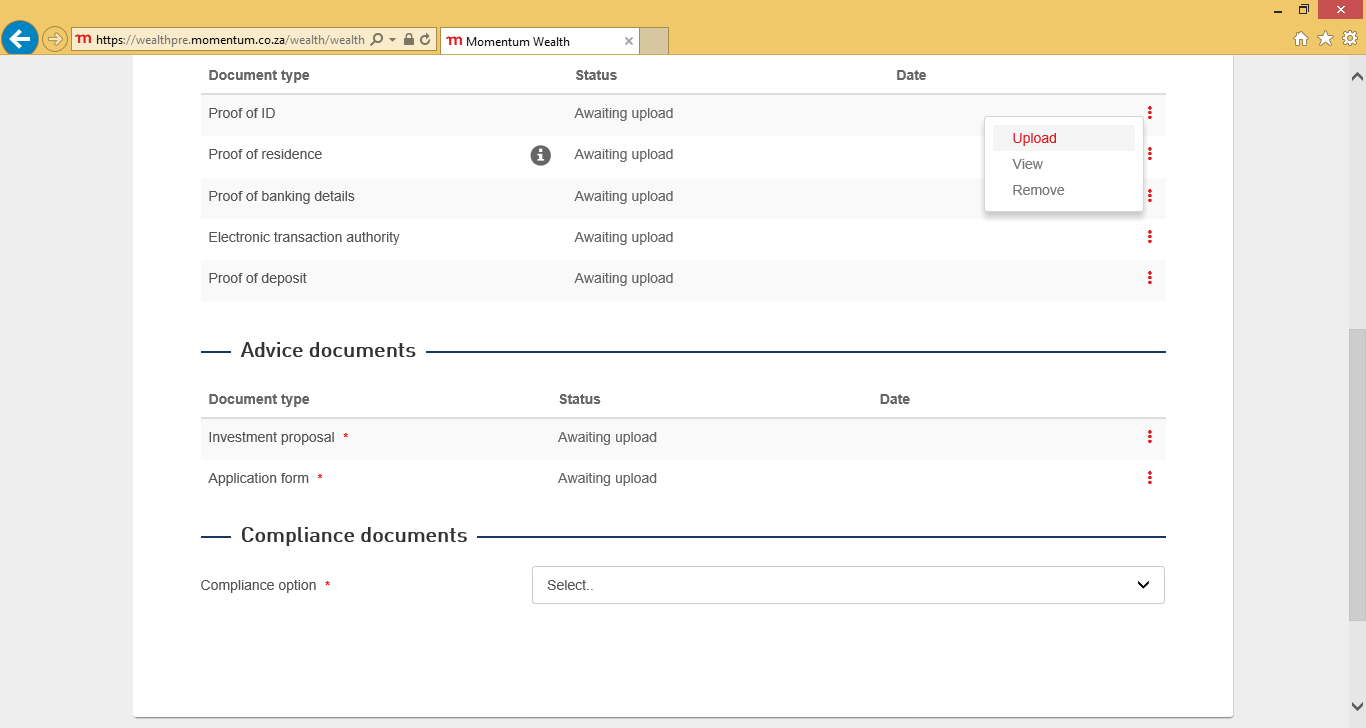 https://wealthpre.momentum.co.za/wealth/wealth
m Momentum Wealth
Document type Status Date
Proof of ID Awaiting upload
Upload
Proof of residence Awaiting upload
View
Remove
Proof of banking details Awaiting upload
Electronic transaction authority Awaiting upload
Proof of deposit Awaiting upload
Advice documents
Document type Status Date
Investment proposal * Awaiting upload
Application form * Awaiting upload
Compliance documents
Compliance option * Select..